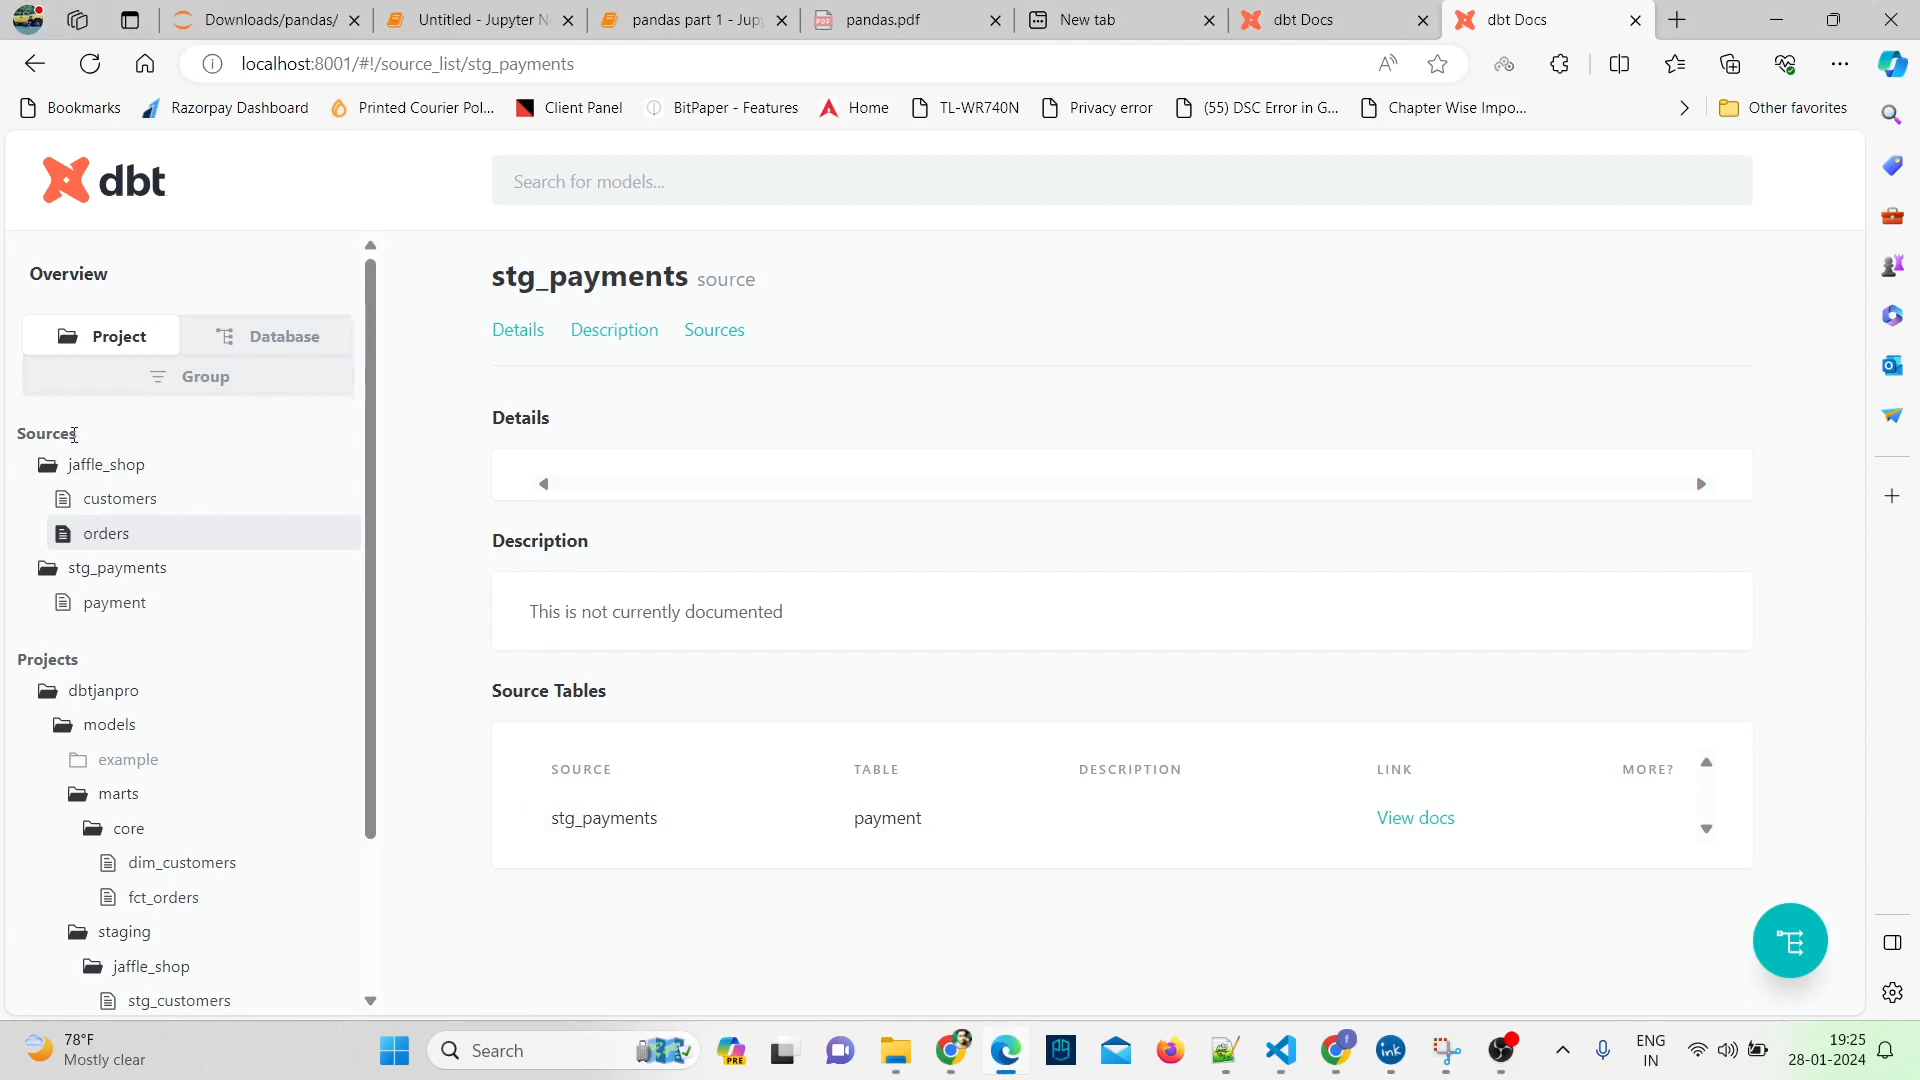 Downloads/pandas/
Untitled - Jupyter N
pandas part 1 - Jup
pandas.pdf
New tab
dbt Docs
dbt Docs
localhost:8001/#!/source_list/stg_payments
Bookmarks
Razorpay Dashboard
Printed Courier Pol...
Client Panel
BitPaper - Features
Home
TL-WR740N
Privacy error
(55) DSC Error in G...
Chapter Wise Impo...
Other favorites
dbt
Search for models...
Overview
Project
Database
Group
Sources
jaffle_shop
customers
orders
stg_payments
payment
Projects
dbtjanpro
models
example
marts
core
dim_customers
fct_orders
staging
jaffle_shop
stg_customers
stg_payments source
Details Description Sources
Details
Description
This is not currently documented
Source Tables
SOURCE TABLE DESCRIPTION LINK MORE?
stg_payments payment View docs
78°F
Mostly clear
Search
PRE
ink
ENG
IN
19:25
28-01-2024